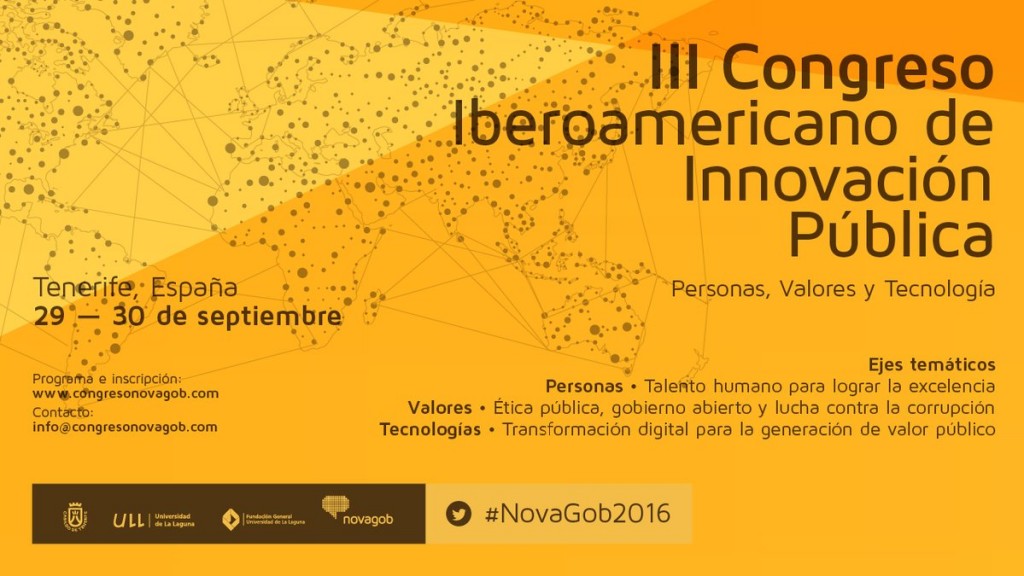 III Congreso
Iberoamericano de
Innovación
Pública
Personas, Valores y Tecnología
Tenerife, España
29 — 30 de septiembre
Programa e inscripción:
www.congresonovagob.com
Contacto:
info@congresonovagob.com
Ejes temáticos
Personas • Talento humano para lograr la excelencia
Valores • Ética pública, gobierno abierto y lucha contra la corrupción
Tecnologías • Transformación digital para la generación de valor público
ULL | Universidad
de La Laguna
Fundación General
Universidad de La Laguna
novagob
#NovaGob2016